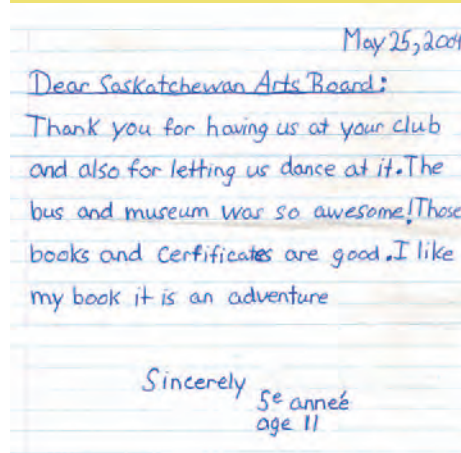 May 25, 200
Dear Saskatchewan Arts Board:
Thank you for having us at your club
and also for letting us dance at it. The
bus and museum was so awesome! Those
books and Cerfificates are good. I like
my book it is an adventure
Sincerely
5e anneé
age 11